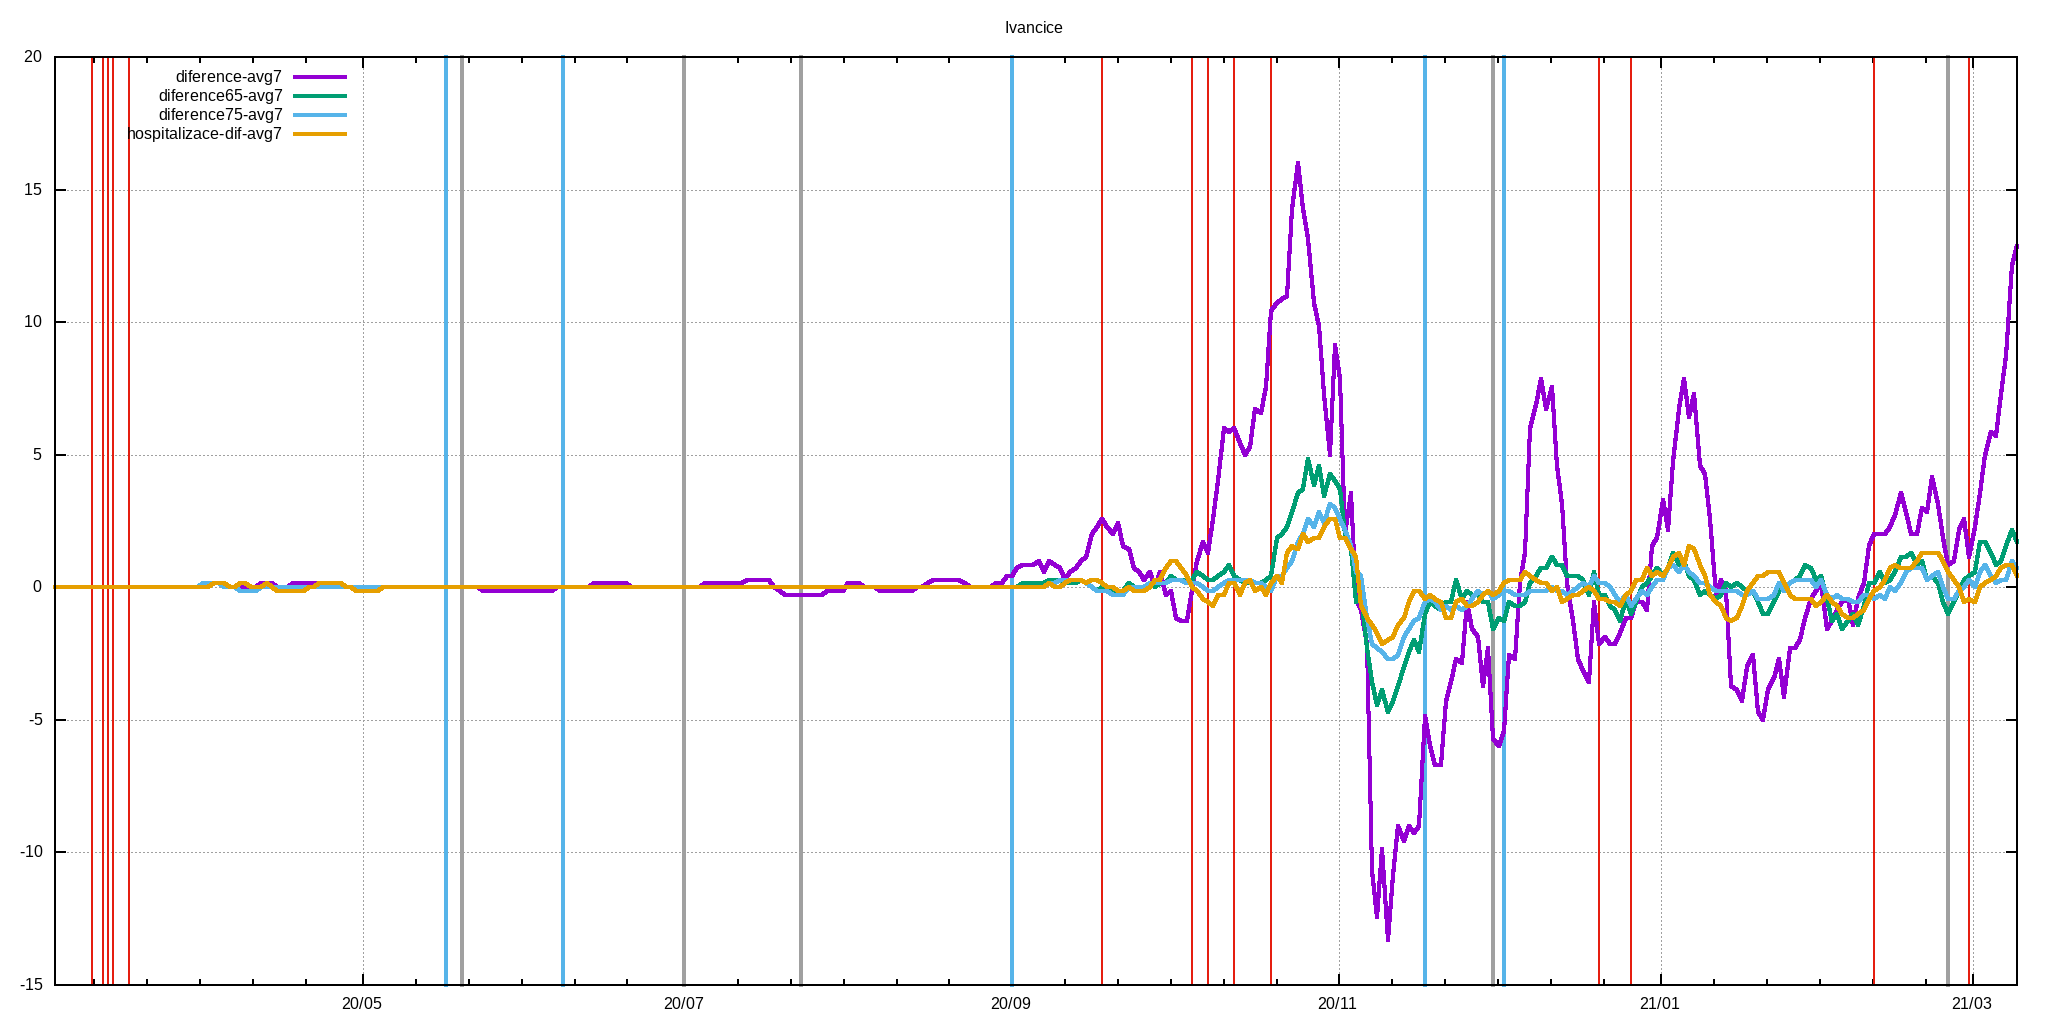 Ivancice
20
15
10
5
0
-5
-10
-15
diference-avg7
diference65-avg7
diference75-avg7
hospitalizace-dif-avg7
20/05
20/07
20/09
20/11
21/01
21/03